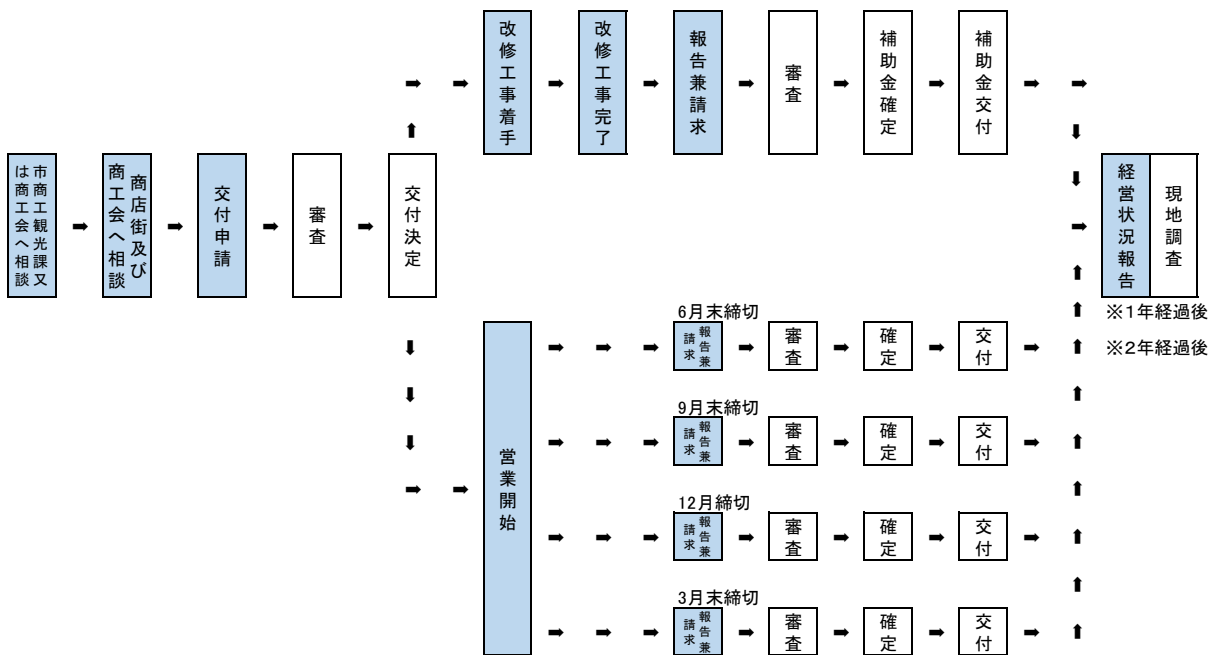 市商工観光課又
は商工会へ相談
➡
商店街及び
商工会へ相談
➡
交付申請
➡
審査
➡
交付決定
⬆
➡
➡
改修工事着手
➡
改修工事完了
➡
報告兼請求
➡
審査
➡
補助金確定
➡
補助金交付
➡
➡
⬇
⬇
➡
経営状況報告
現地調査
※1年経過後
※2年経過後
⬇
⬇
⬇
➡
➡
営業開始
6月末締切
➡
➡
➡
報告兼
請求
➡
審査
➡
確定
➡
交付
➡
9月末締切
➡
➡
➡
報告兼
請求
➡
審査
➡
確定
➡
交付
➡
12月締切
➡
➡
➡
報告兼
請求
➡
審査
➡
確定
➡
交付
➡
3月末締切
➡
➡
➡
報告兼
請求
➡
審査
➡
確定
➡
交付
➡
⬆
⬆
⬆
⬆
⬆
⬆
⬆
⬆
⬆